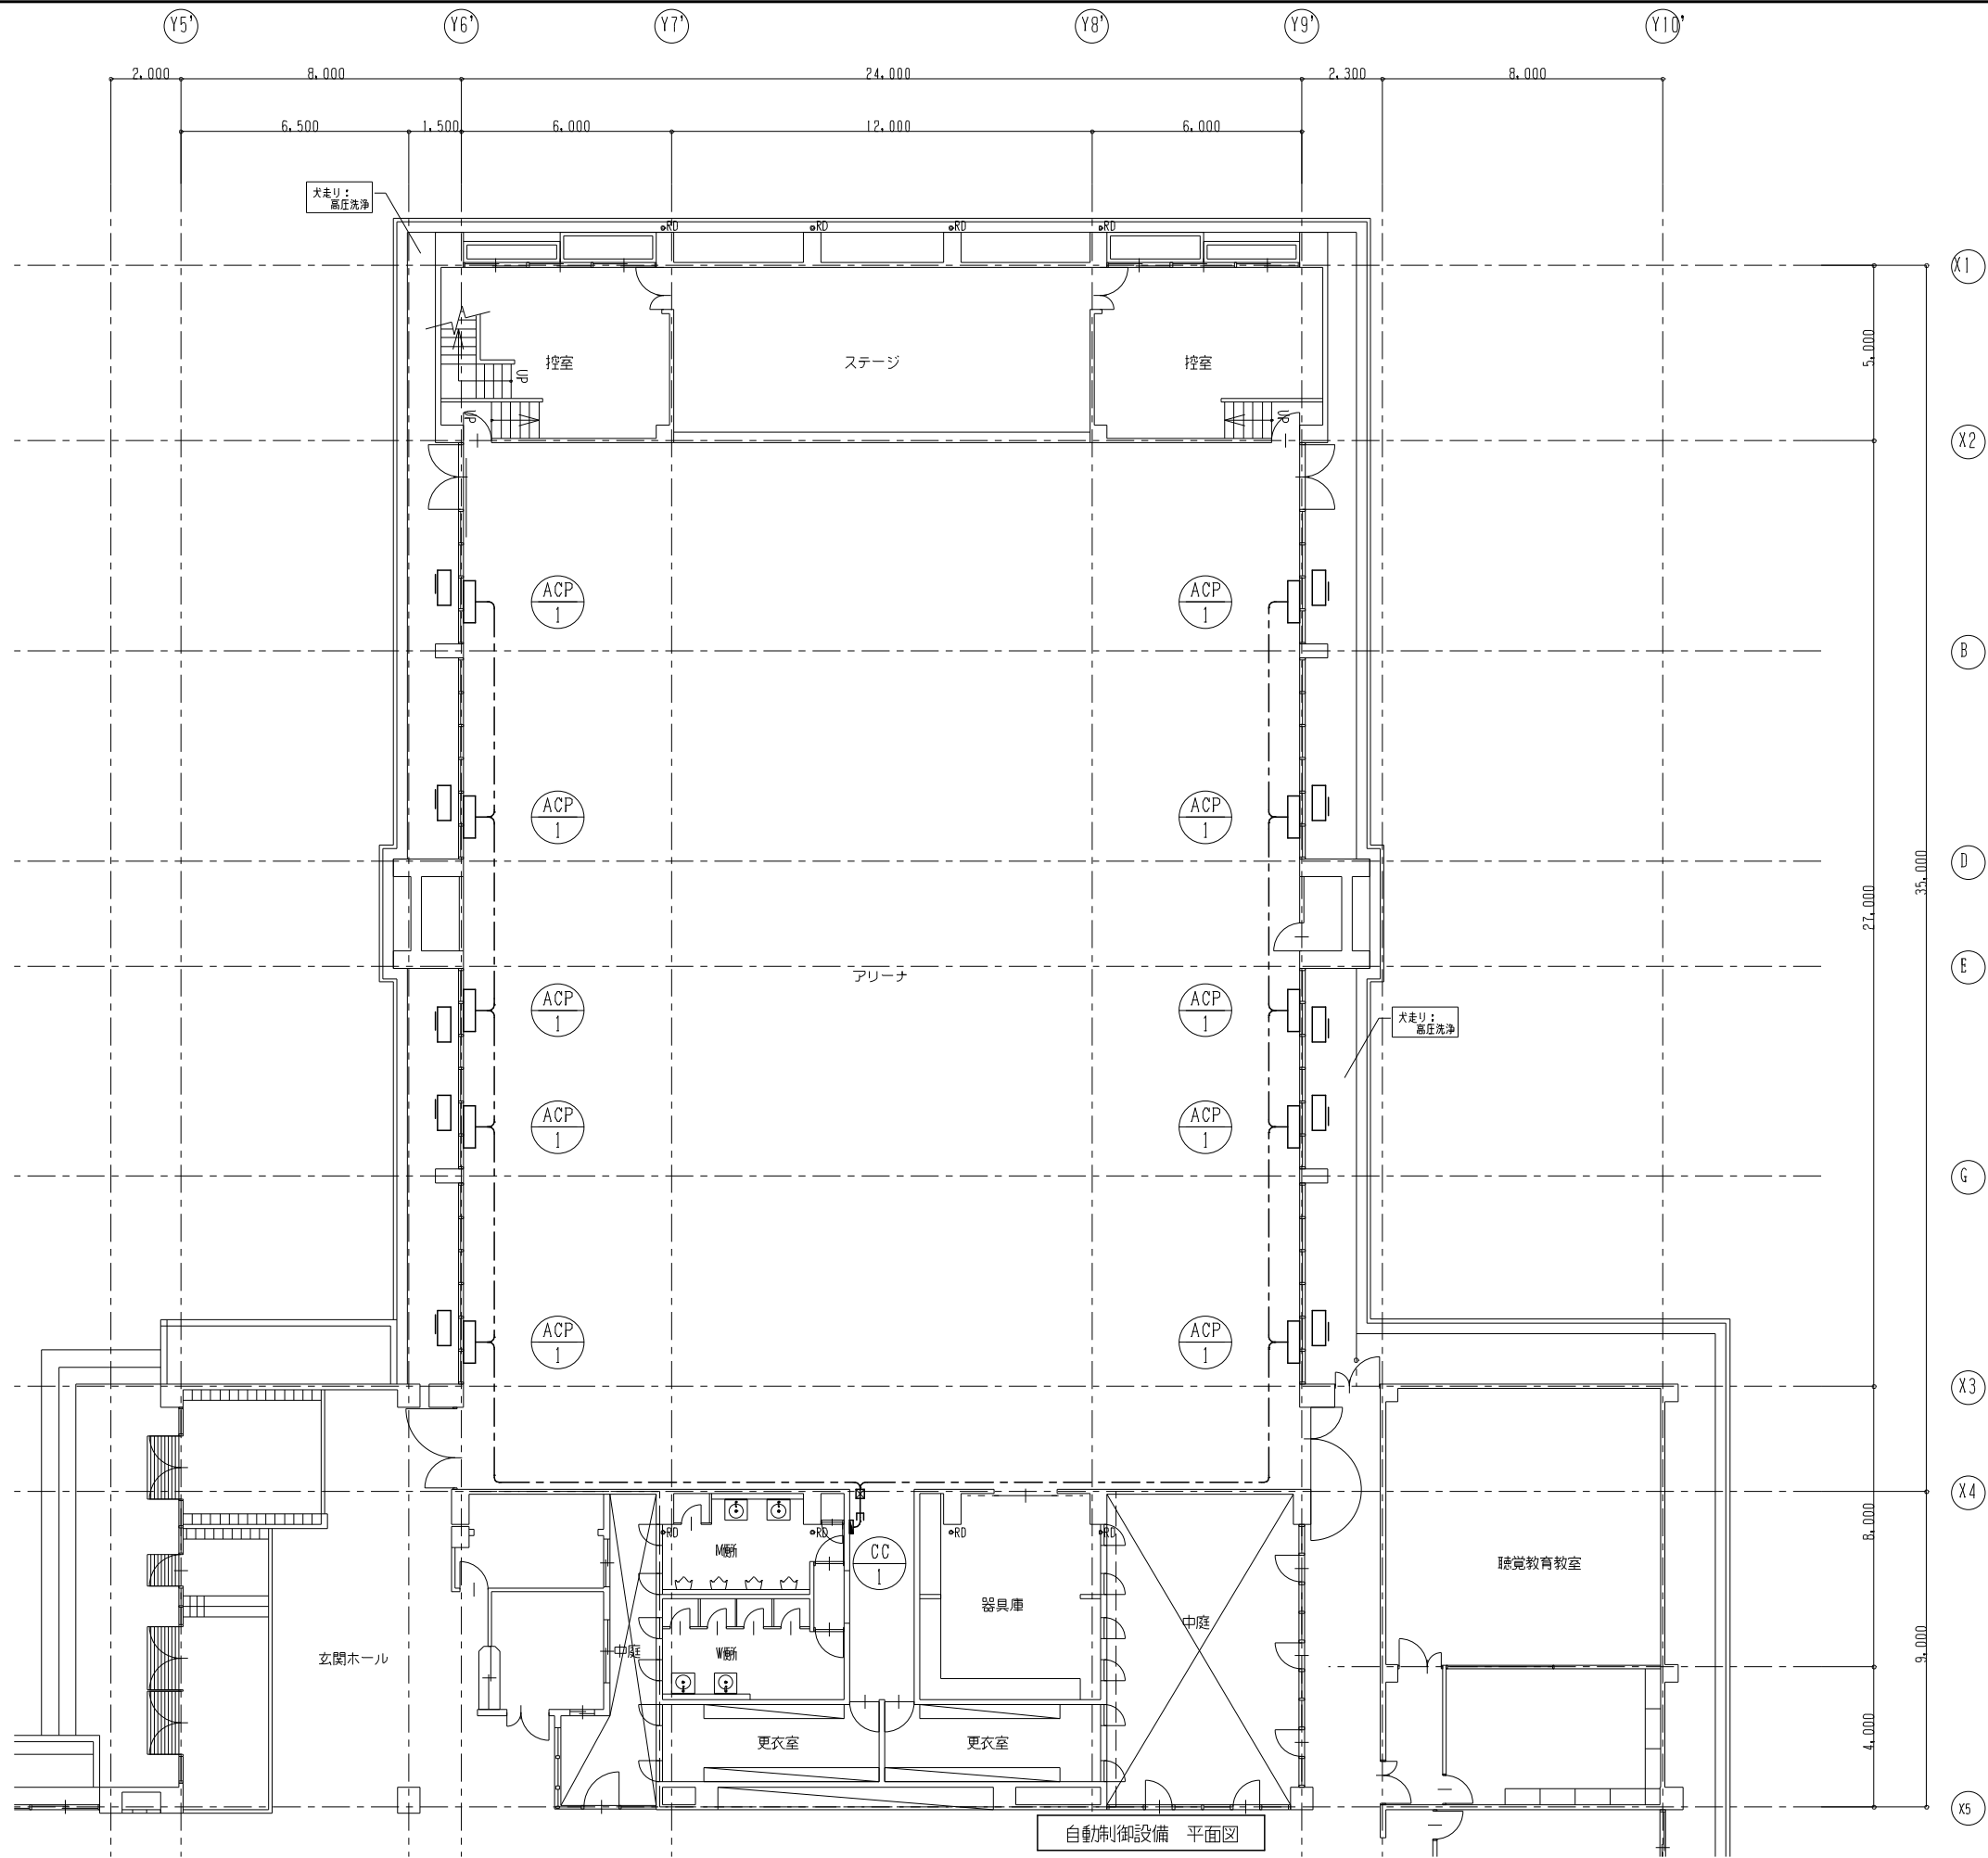 Y5' Y6' Y7' Y8' Y9' Y10'
2,000 8,000 24,000 2,300 8,000
6,500 1,500 6,000 12,000 6,000
犬走り：
高圧洗浄
RD RD RD RD
X1
5,000
控室 ステージ 控室
UP
UP UP
X2
ACP ACP
1 1
B
ACP ACP
1 1
D
35,000
27,000
E
アリーナ
ACP ACP
1 1
犬走り：
高圧洗浄
ACP ACP
1 1
G
ACP ACP
1 1
X3
X4
8,000
RD RD RD RD
M便所
CC
1
聴覚教育教室
器具庫
中庭
9,000
玄関ホール 中庭 W便所
4,000
更衣室 更衣室
X5
自動制御設備　平面図